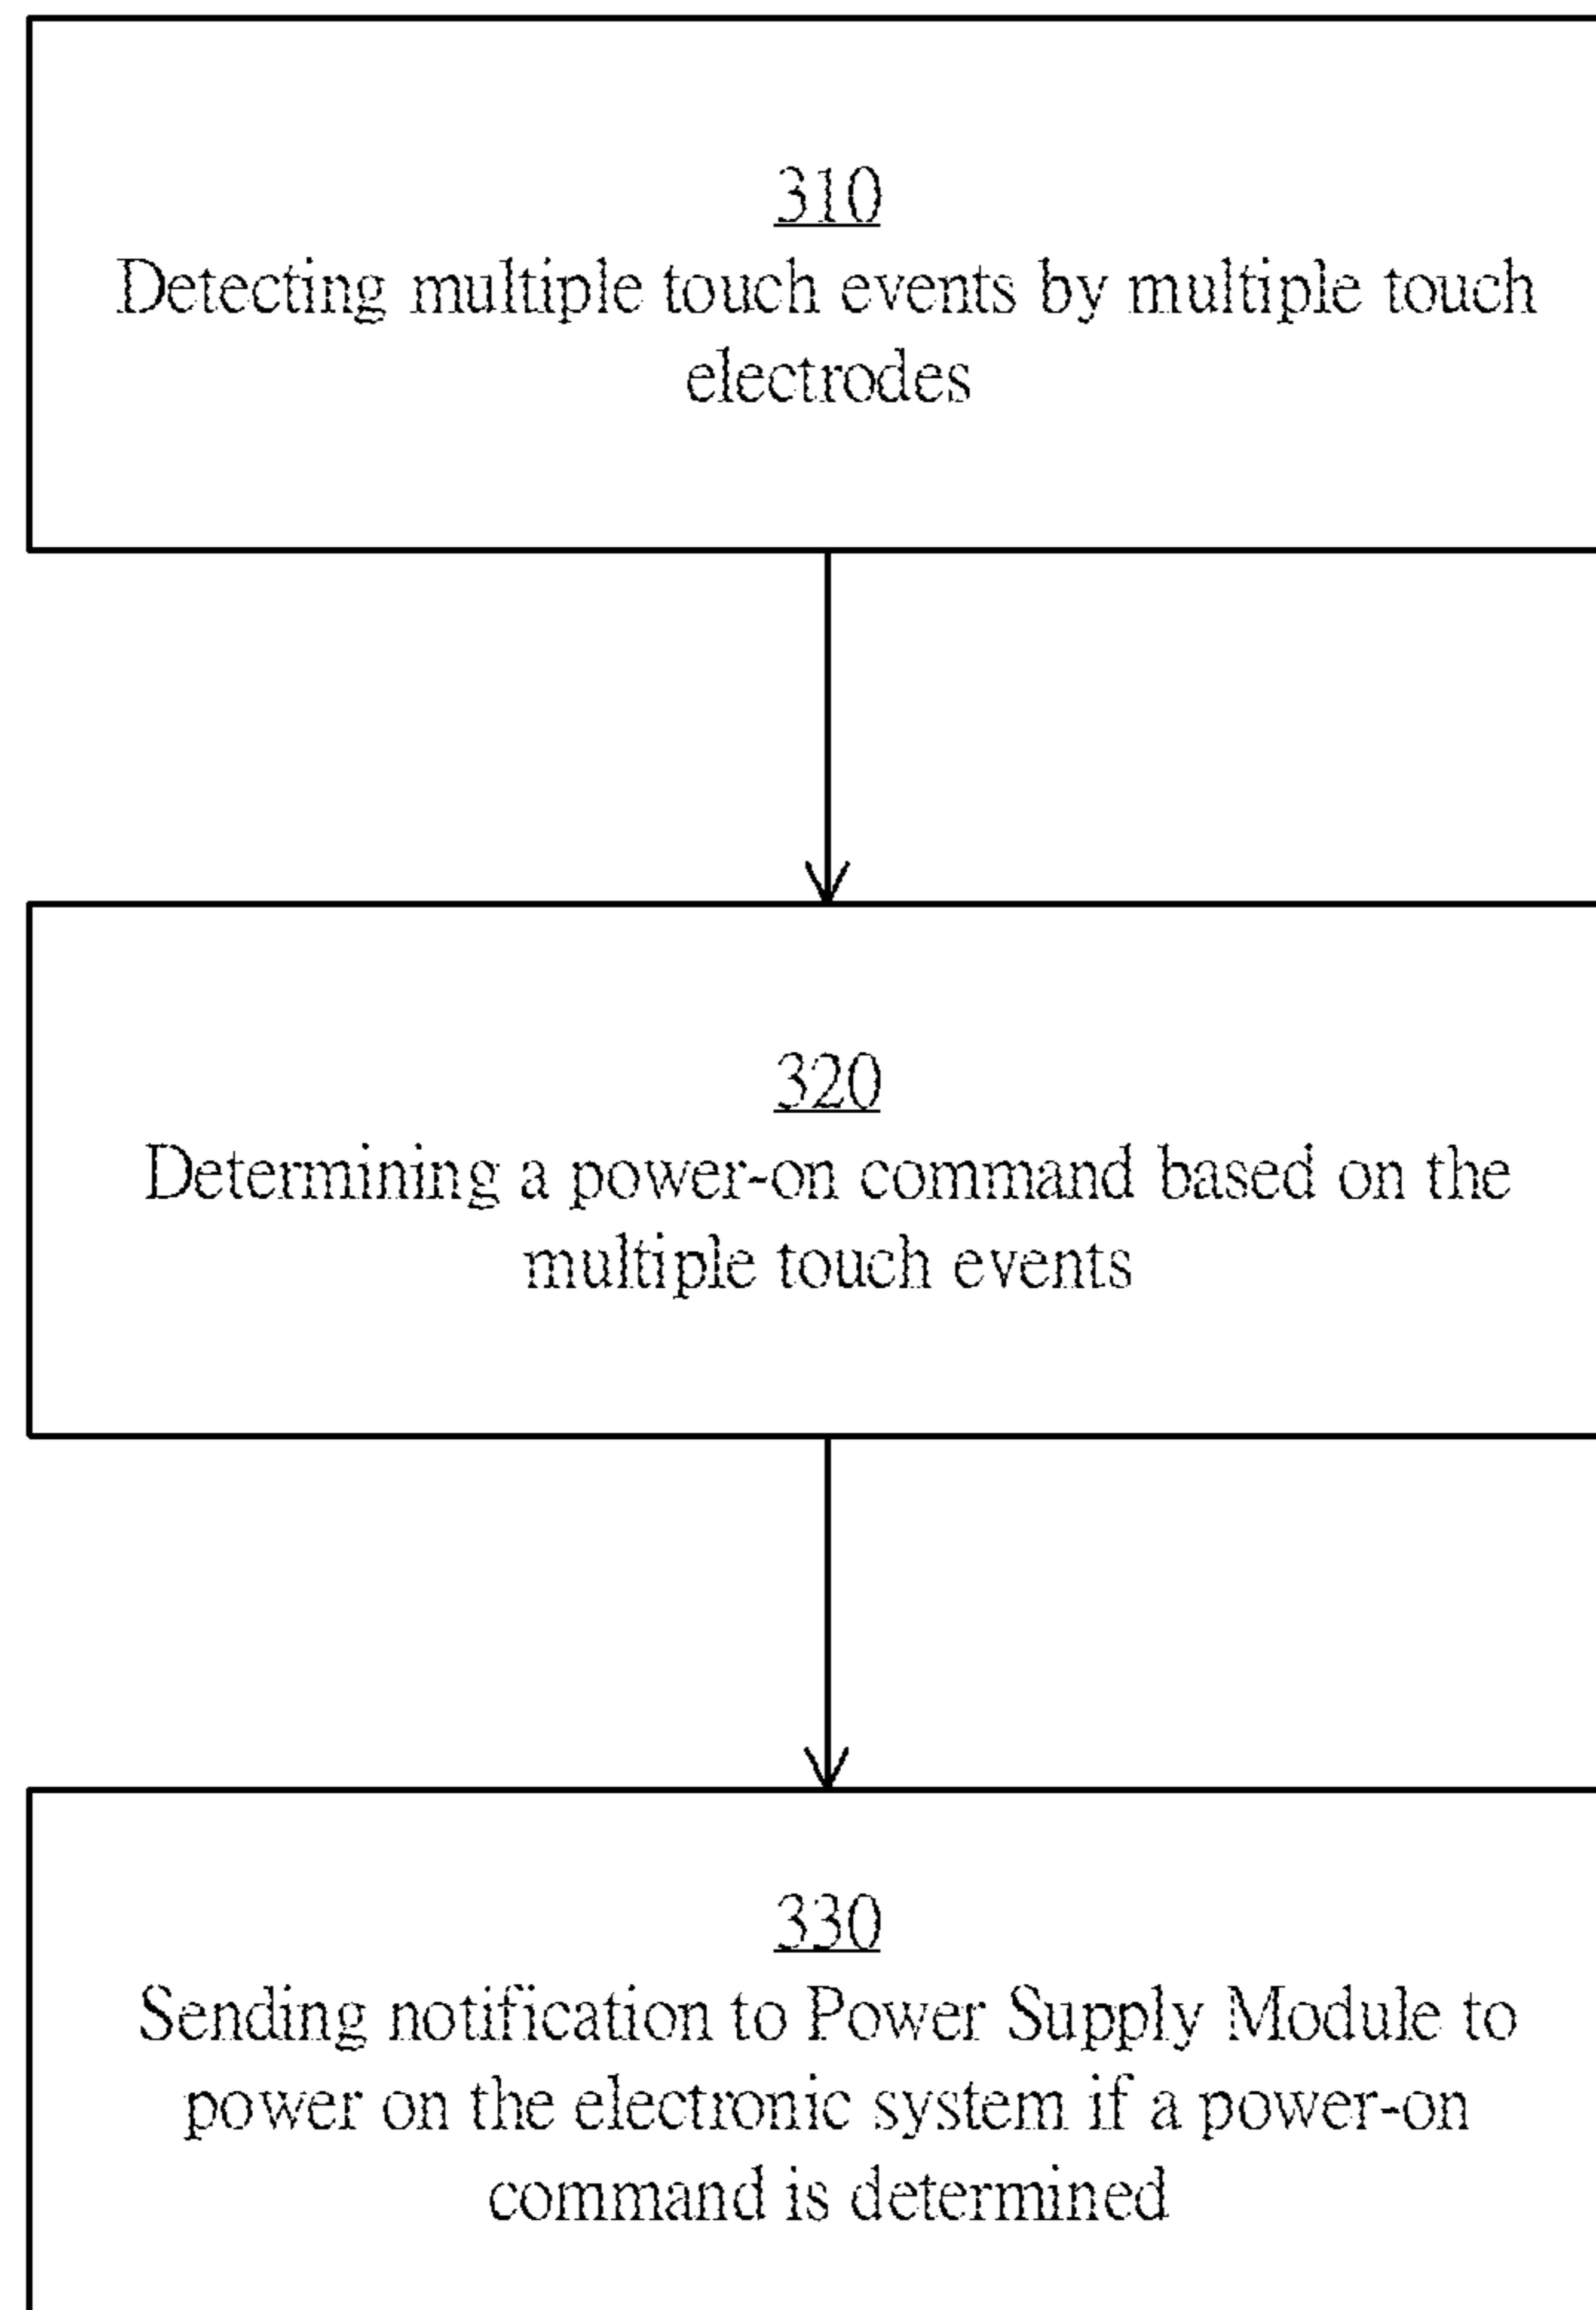 310
Detecting multiple touch events by multiple touch
electrodes
320
Determining a power-on command based on the
multiple touch events
330
Sending notification to Power Supply Module to
power on the electronic system if a power-on
command is determined